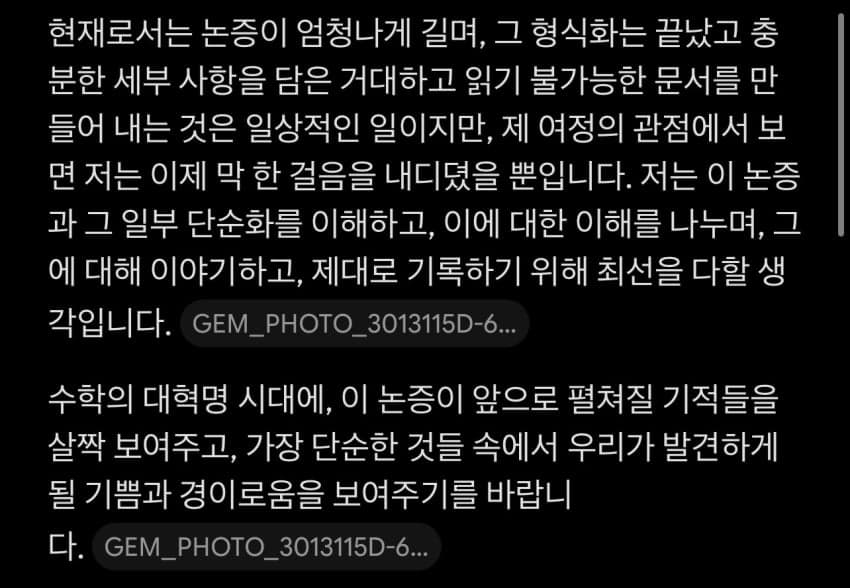 현재로서는 논증이 엄청나게 길며, 그 형식화는 끝났고 충
분한 세부 사항을 담은 거대하고 읽기 불가능한 문서를 만
들어 내는 것은 일상적인 일이지만, 제 여정의 관점에서 보
면 저는 이제 막 한 걸음을 내디뎠을 뿐입니다. 저는 이 논증
과 그 일부 단순화를 이해하고, 이에 대한 이해를 나누며, 그
에 대해 이야기하고, 제대로 기록하기 위해 최선을 다할 생
각입니다. GEM_PHOTO_3013115D-6...
수학의 대혁명 시대에, 이 논증이 앞으로 펼쳐질 기적들을
살짝 보여주고, 가장 단순한 것들 속에서 우리가 발견하게
될 기쁨과 경이로움을 보여주기를 바랍니
다. GEM_PHOTO_3013115D-6...